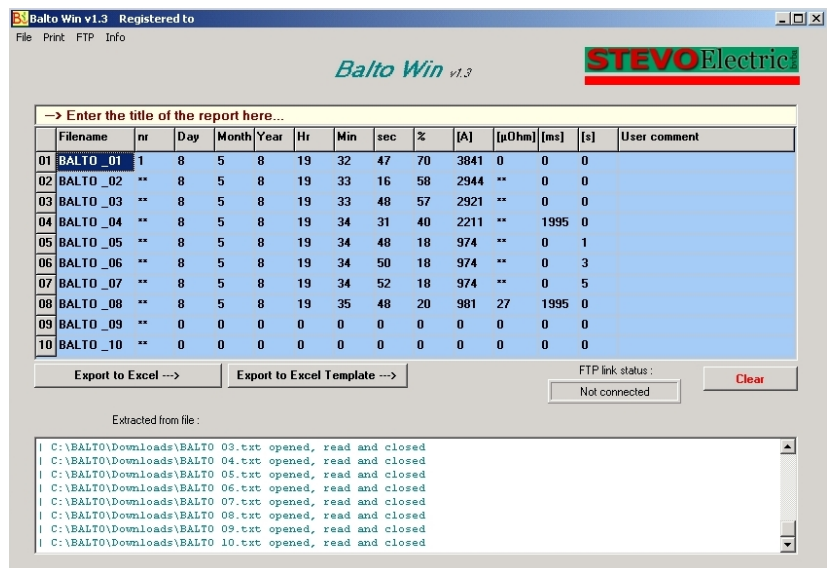 Balto Win v1.3 Registered to
File Print FTP Info
Balto Win v1.3
STEVOElectric bvba
--> Enter the title of the report here...
Filename nr Day Month Year Hr Min sec % [A] [µOhm] [ms] [s] User comment
01 BALTO _01 1 8 5 8 19 32 47 70 3841 0 0 0
02 BALTO _02 ** 8 5 8 19 33 16 58 2944 ** 0 0
03 BALTO _03 ** 8 5 8 19 33 48 57 2921 ** 0 0
04 BALTO _04 ** 8 5 8 19 34 31 40 2211 ** 1995 0
05 BALTO _05 ** 8 5 8 19 34 48 18 974 ** 0 1
06 BALTO _06 ** 8 5 8 19 34 50 18 974 ** 0 3
07 BALTO _07 ** 8 5 8 19 34 52 18 974 ** 0 5
08 BALTO _08 ** 8 5 8 19 35 48 20 981 27 1995 0
09 BALTO _09 ** 0 0 0 0 0 0 0 0 0 0 0
10 BALTO _10 ** 0 0 0 0 0 0 0 0 0 0 0
Export to Excel ---> Export to Excel Template --->
FTP link status :
Not connected
Clear
Extracted from file :
| C:\BALTO\Downloads\BALTO 03.txt opened, read and closed
| C:\BALTO\Downloads\BALTO 04.txt opened, read and closed
| C:\BALTO\Downloads\BALTO 05.txt opened, read and closed
| C:\BALTO\Downloads\BALTO 06.txt opened, read and closed
| C:\BALTO\Downloads\BALTO 07.txt opened, read and closed
| C:\BALTO\Downloads\BALTO 08.txt opened, read and closed
| C:\BALTO\Downloads\BALTO 09.txt opened, read and closed
| C:\BALTO\Downloads\BALTO 10.txt opened, read and closed